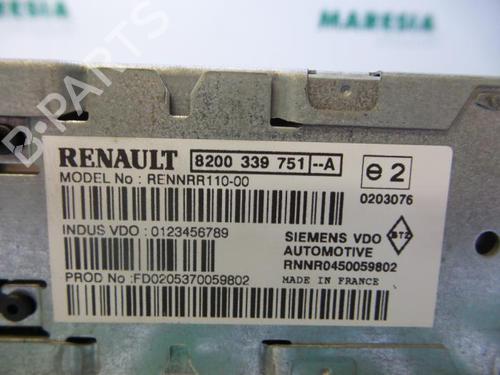 MARESIA
B-PARTS
RENAULT 8200 339 751 --A
e2
MODEL No : RENNRR110-00
0203076
INDUS VDO : 0123456789
SIEMENS VDO
AUTOMOTIVE
RNNR0450059802
PROD No :FD0205370059802
MADE IN FRANCE